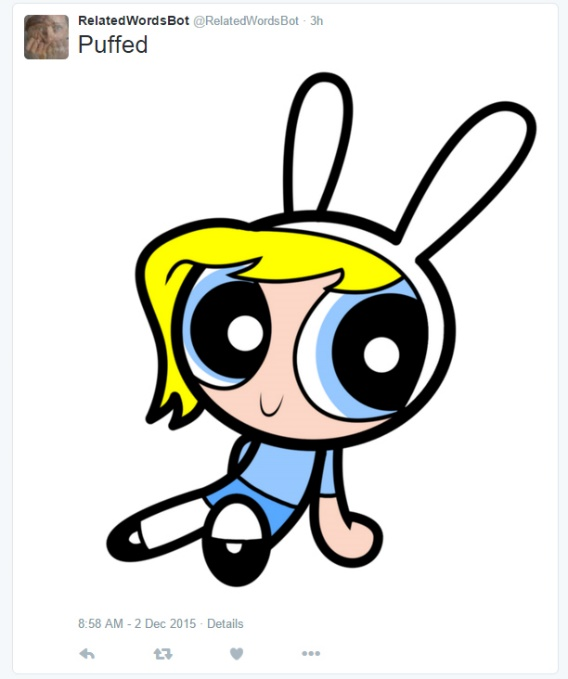 RelatedWordsBot @RelatedWordsBot · 3h
Puffed
8:58 AM - 2 Dec 2015 · Details